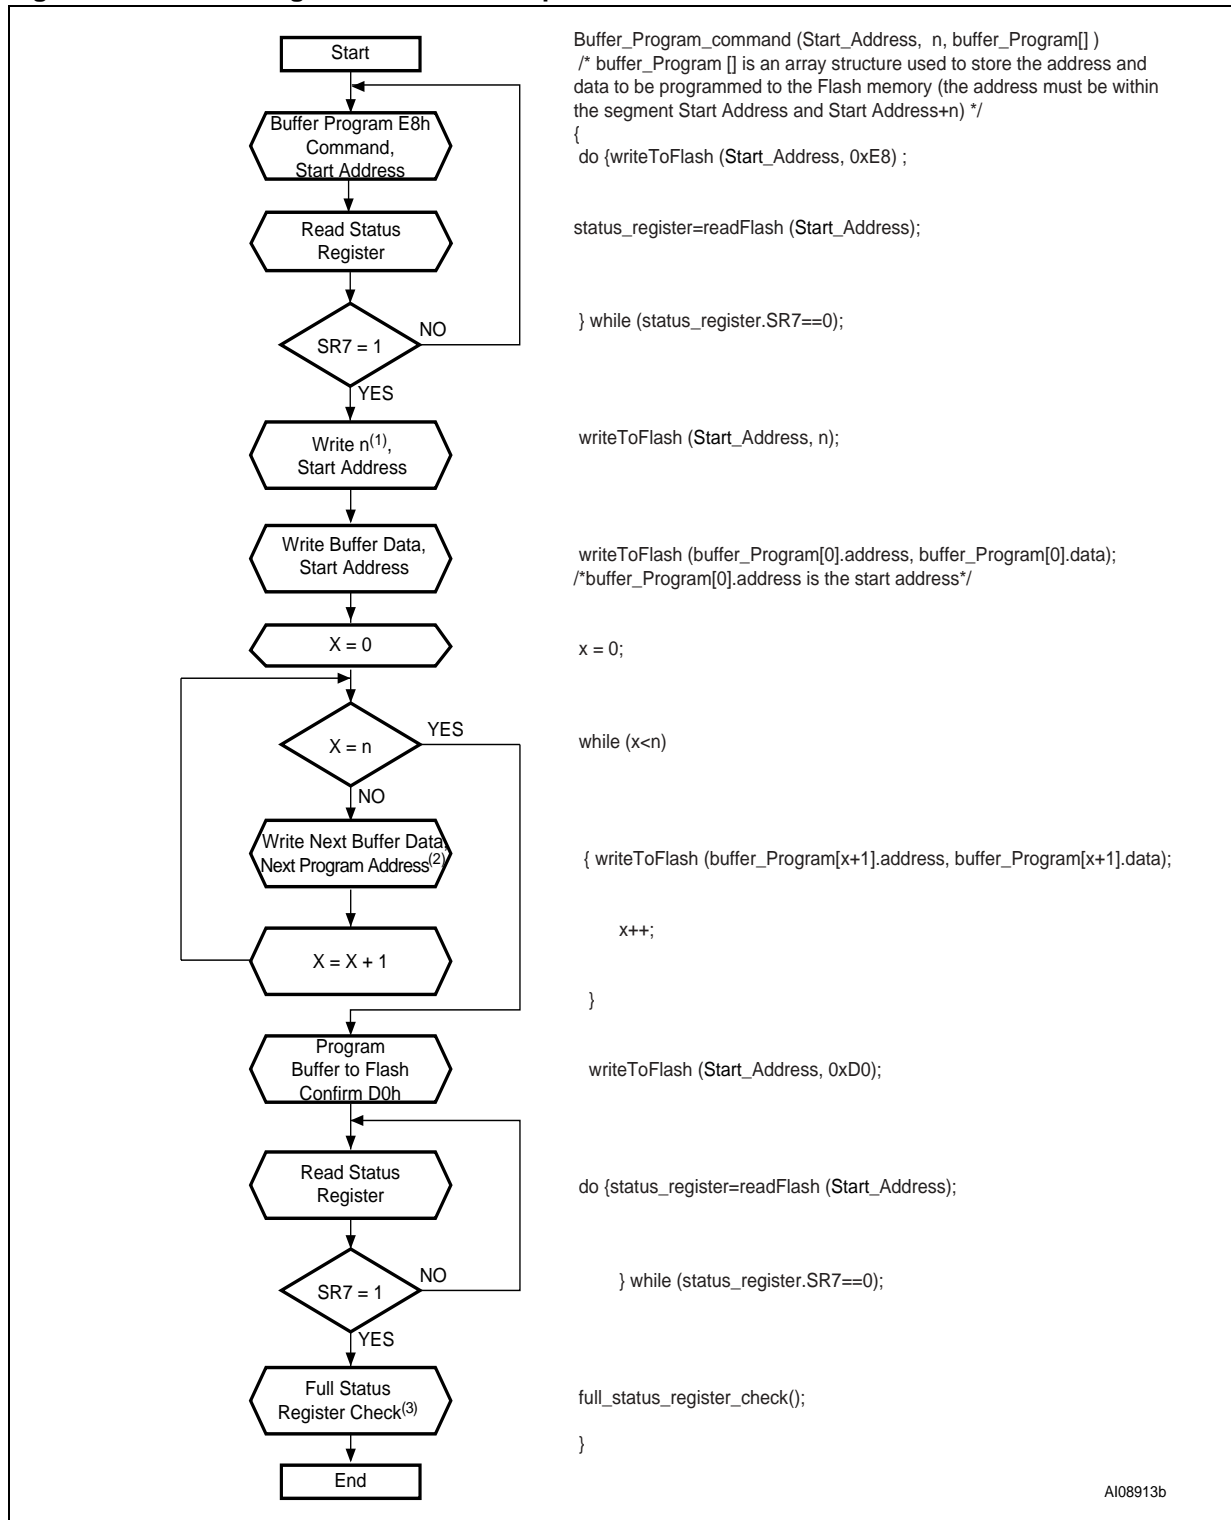 Start
Buffer_Program_command (Start_Address, n, buffer_Program[] )
/* buffer_Program [] is an array structure used to store the address and
data to be programmed to the Flash memory (the address must be within
the segment Start Address and Start Address+n) */
{
Buffer Program E8h
Command,
Start Address
do {writeToFlash (Start_Address, 0xE8) ;
Read Status
Register
status_register=readFlash (Start_Address);
SR7 = 1
NO
YES
} while (status_register.SR7==0);
Write n(1),
Start Address
writeToFlash (Start_Address, n);
Write Buffer Data,
Start Address
writeToFlash (buffer_Program[0].address, buffer_Program[0].data);
/*buffer_Program[0].address is the start address*/
X = 0
x = 0;
X = n
YES
NO
while (x<n)
Write Next Buffer Data,
Next Program Address(2)
{ writeToFlash (buffer_Program[x+1].address, buffer_Program[x+1].data);
X = X + 1
x++;
}
Program
Buffer to Flash
Confirm D0h
writeToFlash (Start_Address, 0xD0);
Read Status
Register
do {status_register=readFlash (Start_Address);
SR7 = 1
NO
YES
} while (status_register.SR7==0);
Full Status
Register Check(3)
full_status_register_check();
}
End
AI08913b